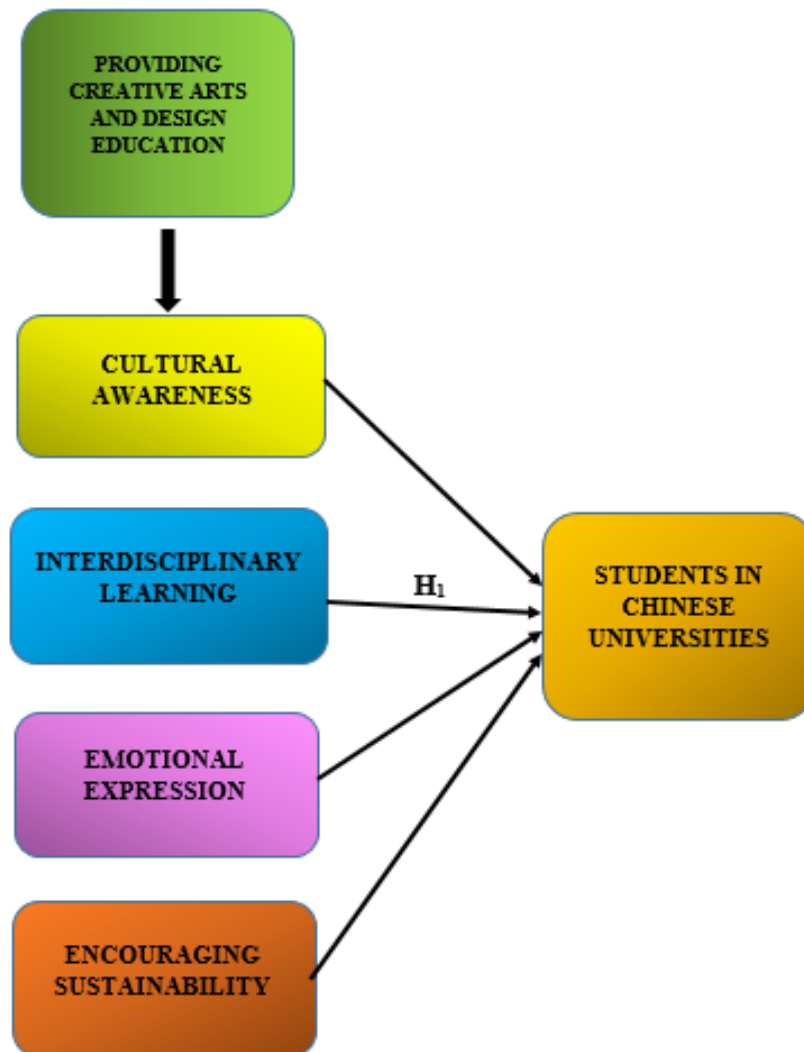 PROVIDING
CREATIVE ARTS
AND DESIGN
EDUCATION
CULTURAL
AWARENESS
INTERDISCIPLINARY
LEARNING
H₁
STUDENTS IN
CHINESE
UNIVERSITIES
EMOTIONAL
EXPRESSION
ENCOURAGING
SUSTAINABILITY